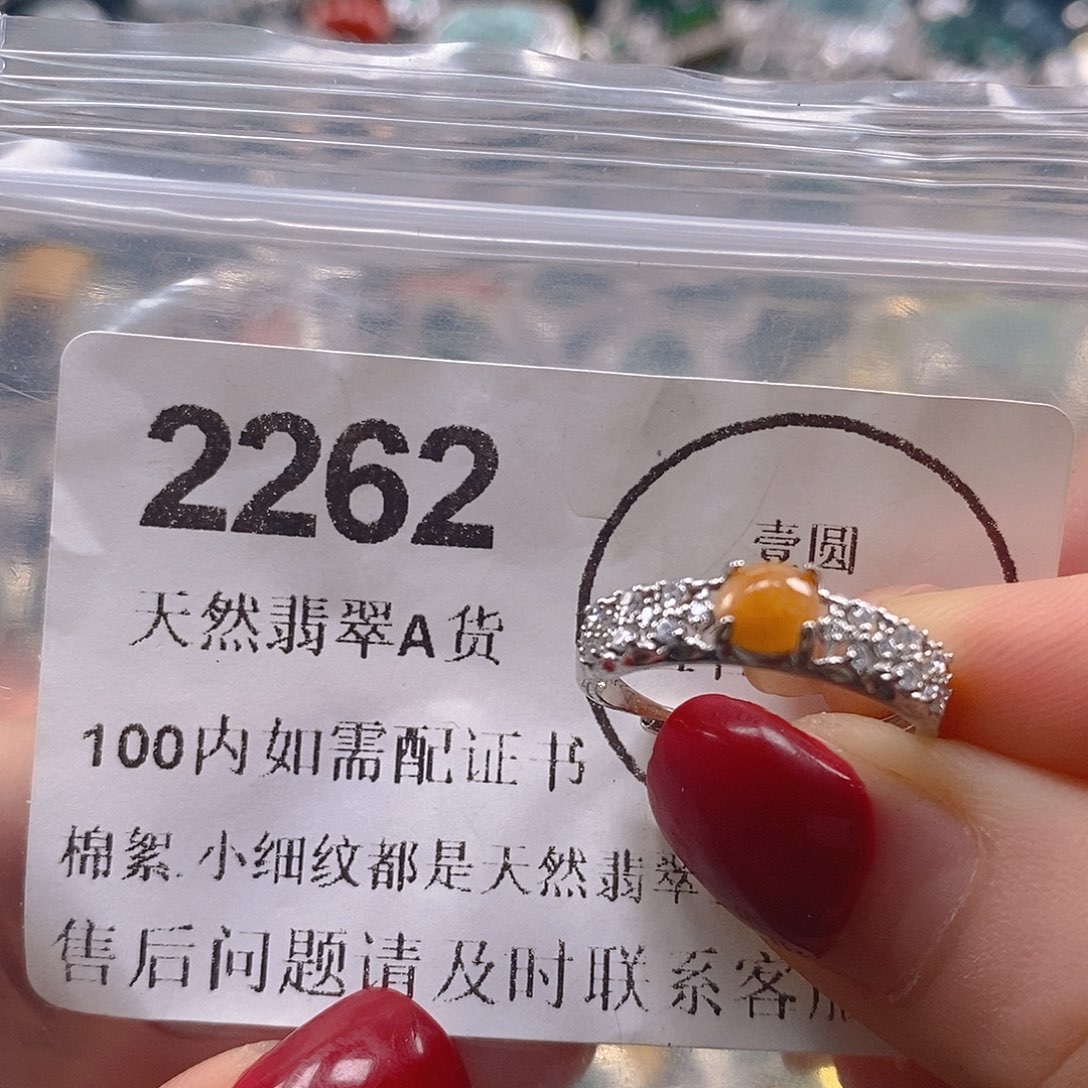 2262
壹圆
天然翡翠A货
100内如需配证书
棉絮.小细纹都是天然翡翠
售后问题请及时联系客